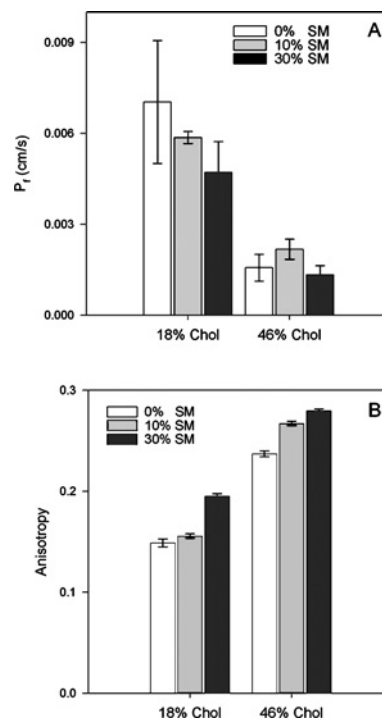 A
0% SM
10% SM
30% SM
0.009
0.006
0.003
0.000
Pf (cm/s)
18% Chol 46% Chol
B
0% SM
10% SM
30% SM
0.3
0.2
0.1
0.0
Anisotropy
18% Chol 46% Chol